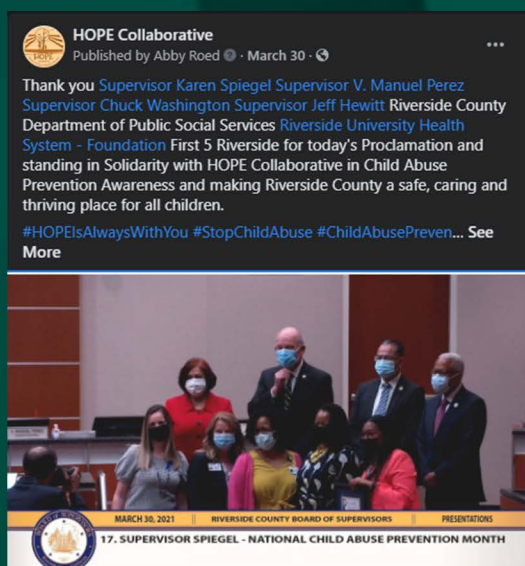 HOPE Collaborative
Published by Abby Roed · March 30 ·
Thank you Supervisor Karen Spiegel Supervisor V. Manuel Perez
Supervisor Chuck Washington Supervisor Jeff Hewitt Riverside County
Department of Public Social Services Riverside University Health
System - Foundation First 5 Riverside for today's Proclamation and
standing in Solidarity with HOPE Collaborative in Child Abuse
Prevention Awareness and making Riverside County a safe, caring and
thriving place for all children.
#HOPEIsAlwaysWithYou #StopChildAbuse #ChildAbusePreven... See
More
HOPE
MARCH 30, 2021 || RIVERSIDE COUNTY BOARD OF SUPERVISORS || PRESENTATIONS
17. SUPERVISOR SPIEGEL - NATIONAL CHILD ABUSE PREVENTION MONTH